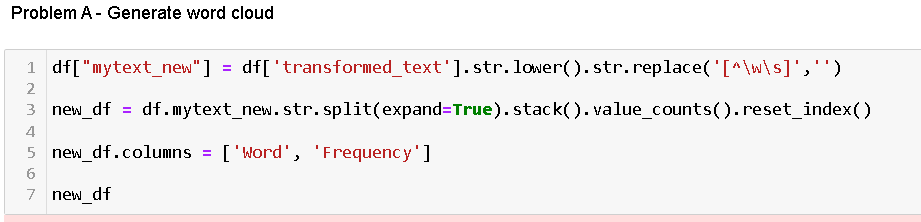 Problem A - Generate word cloud
1 df["mytext_new"] = df['transformed_text'].str.lower().str.replace('[^\w\s]','')
2
3 new_df = df.mytext_new.str.split(expand=True).stack().value_counts().reset_index()
4
5 new_df.columns = ['Word', 'Frequency']
6
7 new_df